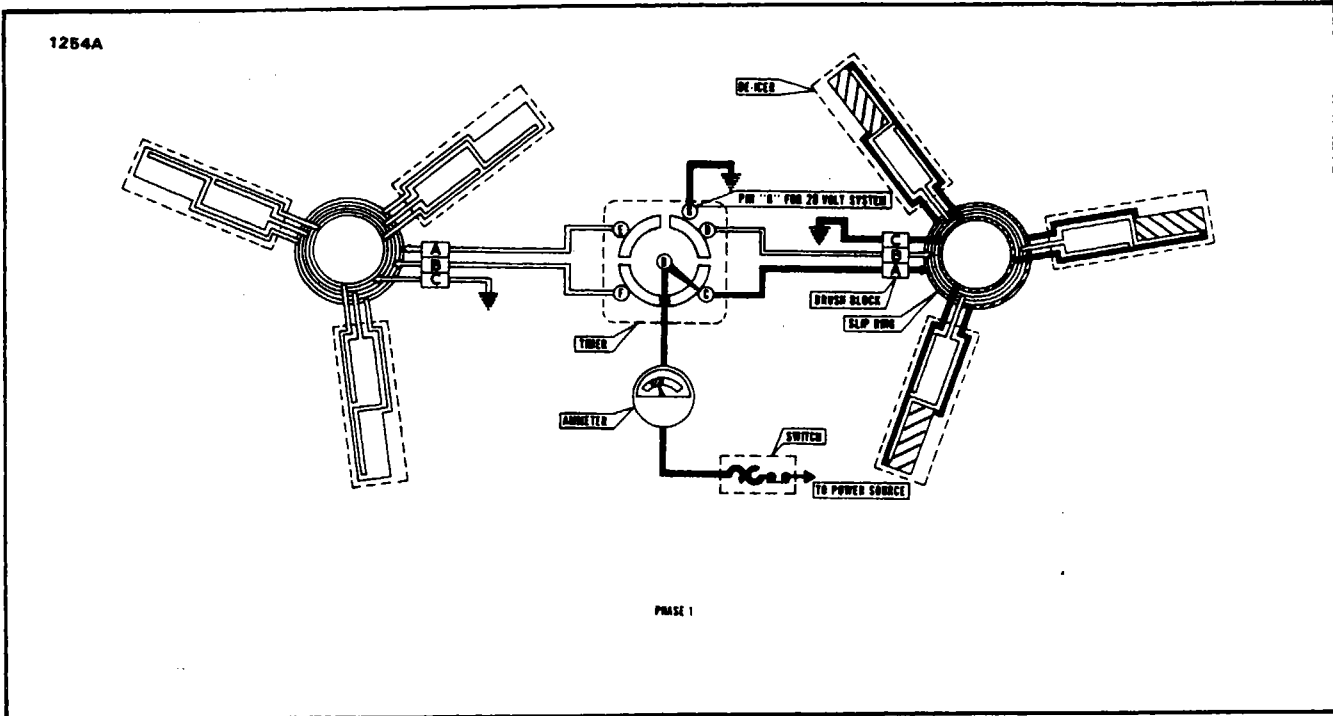 1254A
DE-ICER
PIN "G" FOR 28 VOLT SYSTEM
E
D
C
A
B
B
B
C
A
F
C
BRUSH BLOCK
SLIP RING
TIMER
AMMETER
SWITCH
TO POWER SOURCE
PHASE 1